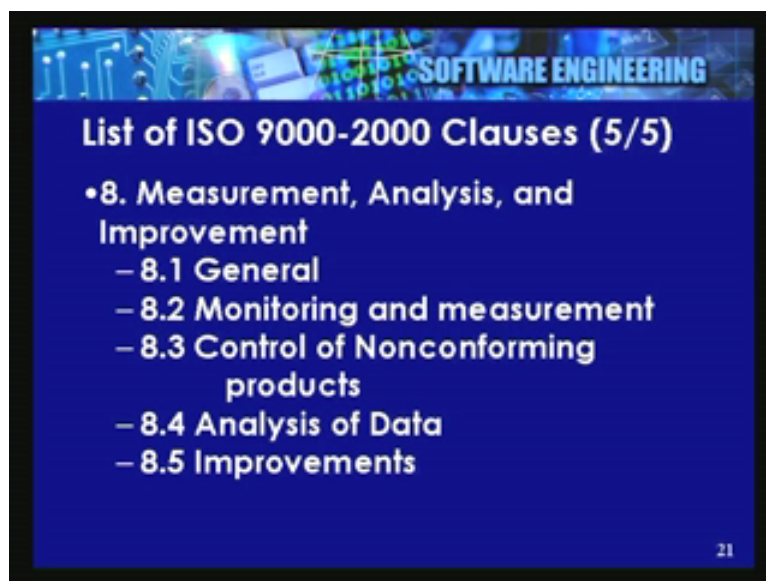 SOFTWARE ENGINEERING
List of ISO 9000-2000 Clauses (5/5)
•8. Measurement, Analysis, and
Improvement
– 8.1 General
– 8.2 Monitoring and measurement
– 8.3 Control of Nonconforming
products
– 8.4 Analysis of Data
– 8.5 Improvements
21